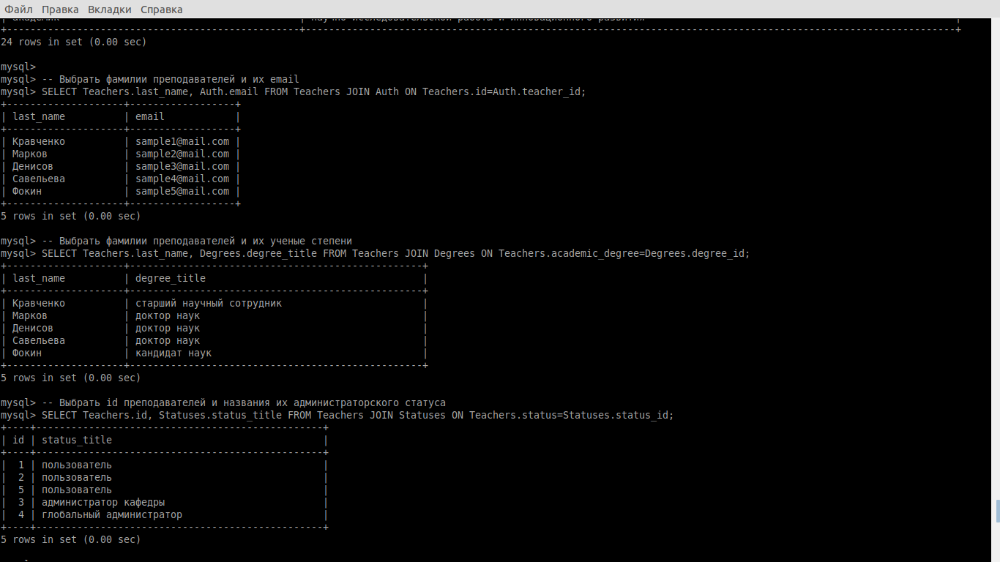 Файл Правка Вкладки Справка
| академик | научно-исследовательской работы и инновационного развития |
+--------------------------------------------------+---------------------------------------------------------------------------------------------------------------+
24 rows in set (0.00 sec)
mysql>
mysql> -- Выбрать фамилии преподавателей и их email
mysql> SELECT Teachers.last_name, Auth.email FROM Teachers JOIN Auth ON Teachers.id=Auth.teacher_id;
+--------------------+------------------+
| last_name | email |
+--------------------+------------------+
| Кравченко | sample1@mail.com |
| Марков | sample2@mail.com |
| Денисов | sample3@mail.com |
| Савельева | sample4@mail.com |
| Фокин | sample5@mail.com |
+--------------------+------------------+
5 rows in set (0.00 sec)
mysql> -- Выбрать фамилии преподавателей и их ученые степени
mysql> SELECT Teachers.last_name, Degrees.degree_title FROM Teachers JOIN Degrees ON Teachers.academic_degree=Degrees.degree_id;
+--------------------+--------------------------------------------------+
| last_name | degree_title |
+--------------------+--------------------------------------------------+
| Кравченко | старший научный сотрудник |
| Марков | доктор наук |
| Денисов | доктор наук |
| Савельева | доктор наук |
| Фокин | кандидат наук |
+--------------------+--------------------------------------------------+
5 rows in set (0.00 sec)
mysql> -- Выбрать id преподавателей и названия их администраторского статуса
mysql> SELECT Teachers.id, Statuses.status_title FROM Teachers JOIN Statuses ON Teachers.status=Statuses.status_id;
+----+-------------------------------------------------+
| id | status_title |
+----+-------------------------------------------------+
| 1 | пользователь |
| 2 | пользователь |
| 5 | пользователь |
| 3 | администратор кафедры |
| 4 | глобальный администратор |
+----+-------------------------------------------------+
5 rows in set (0.00 sec)